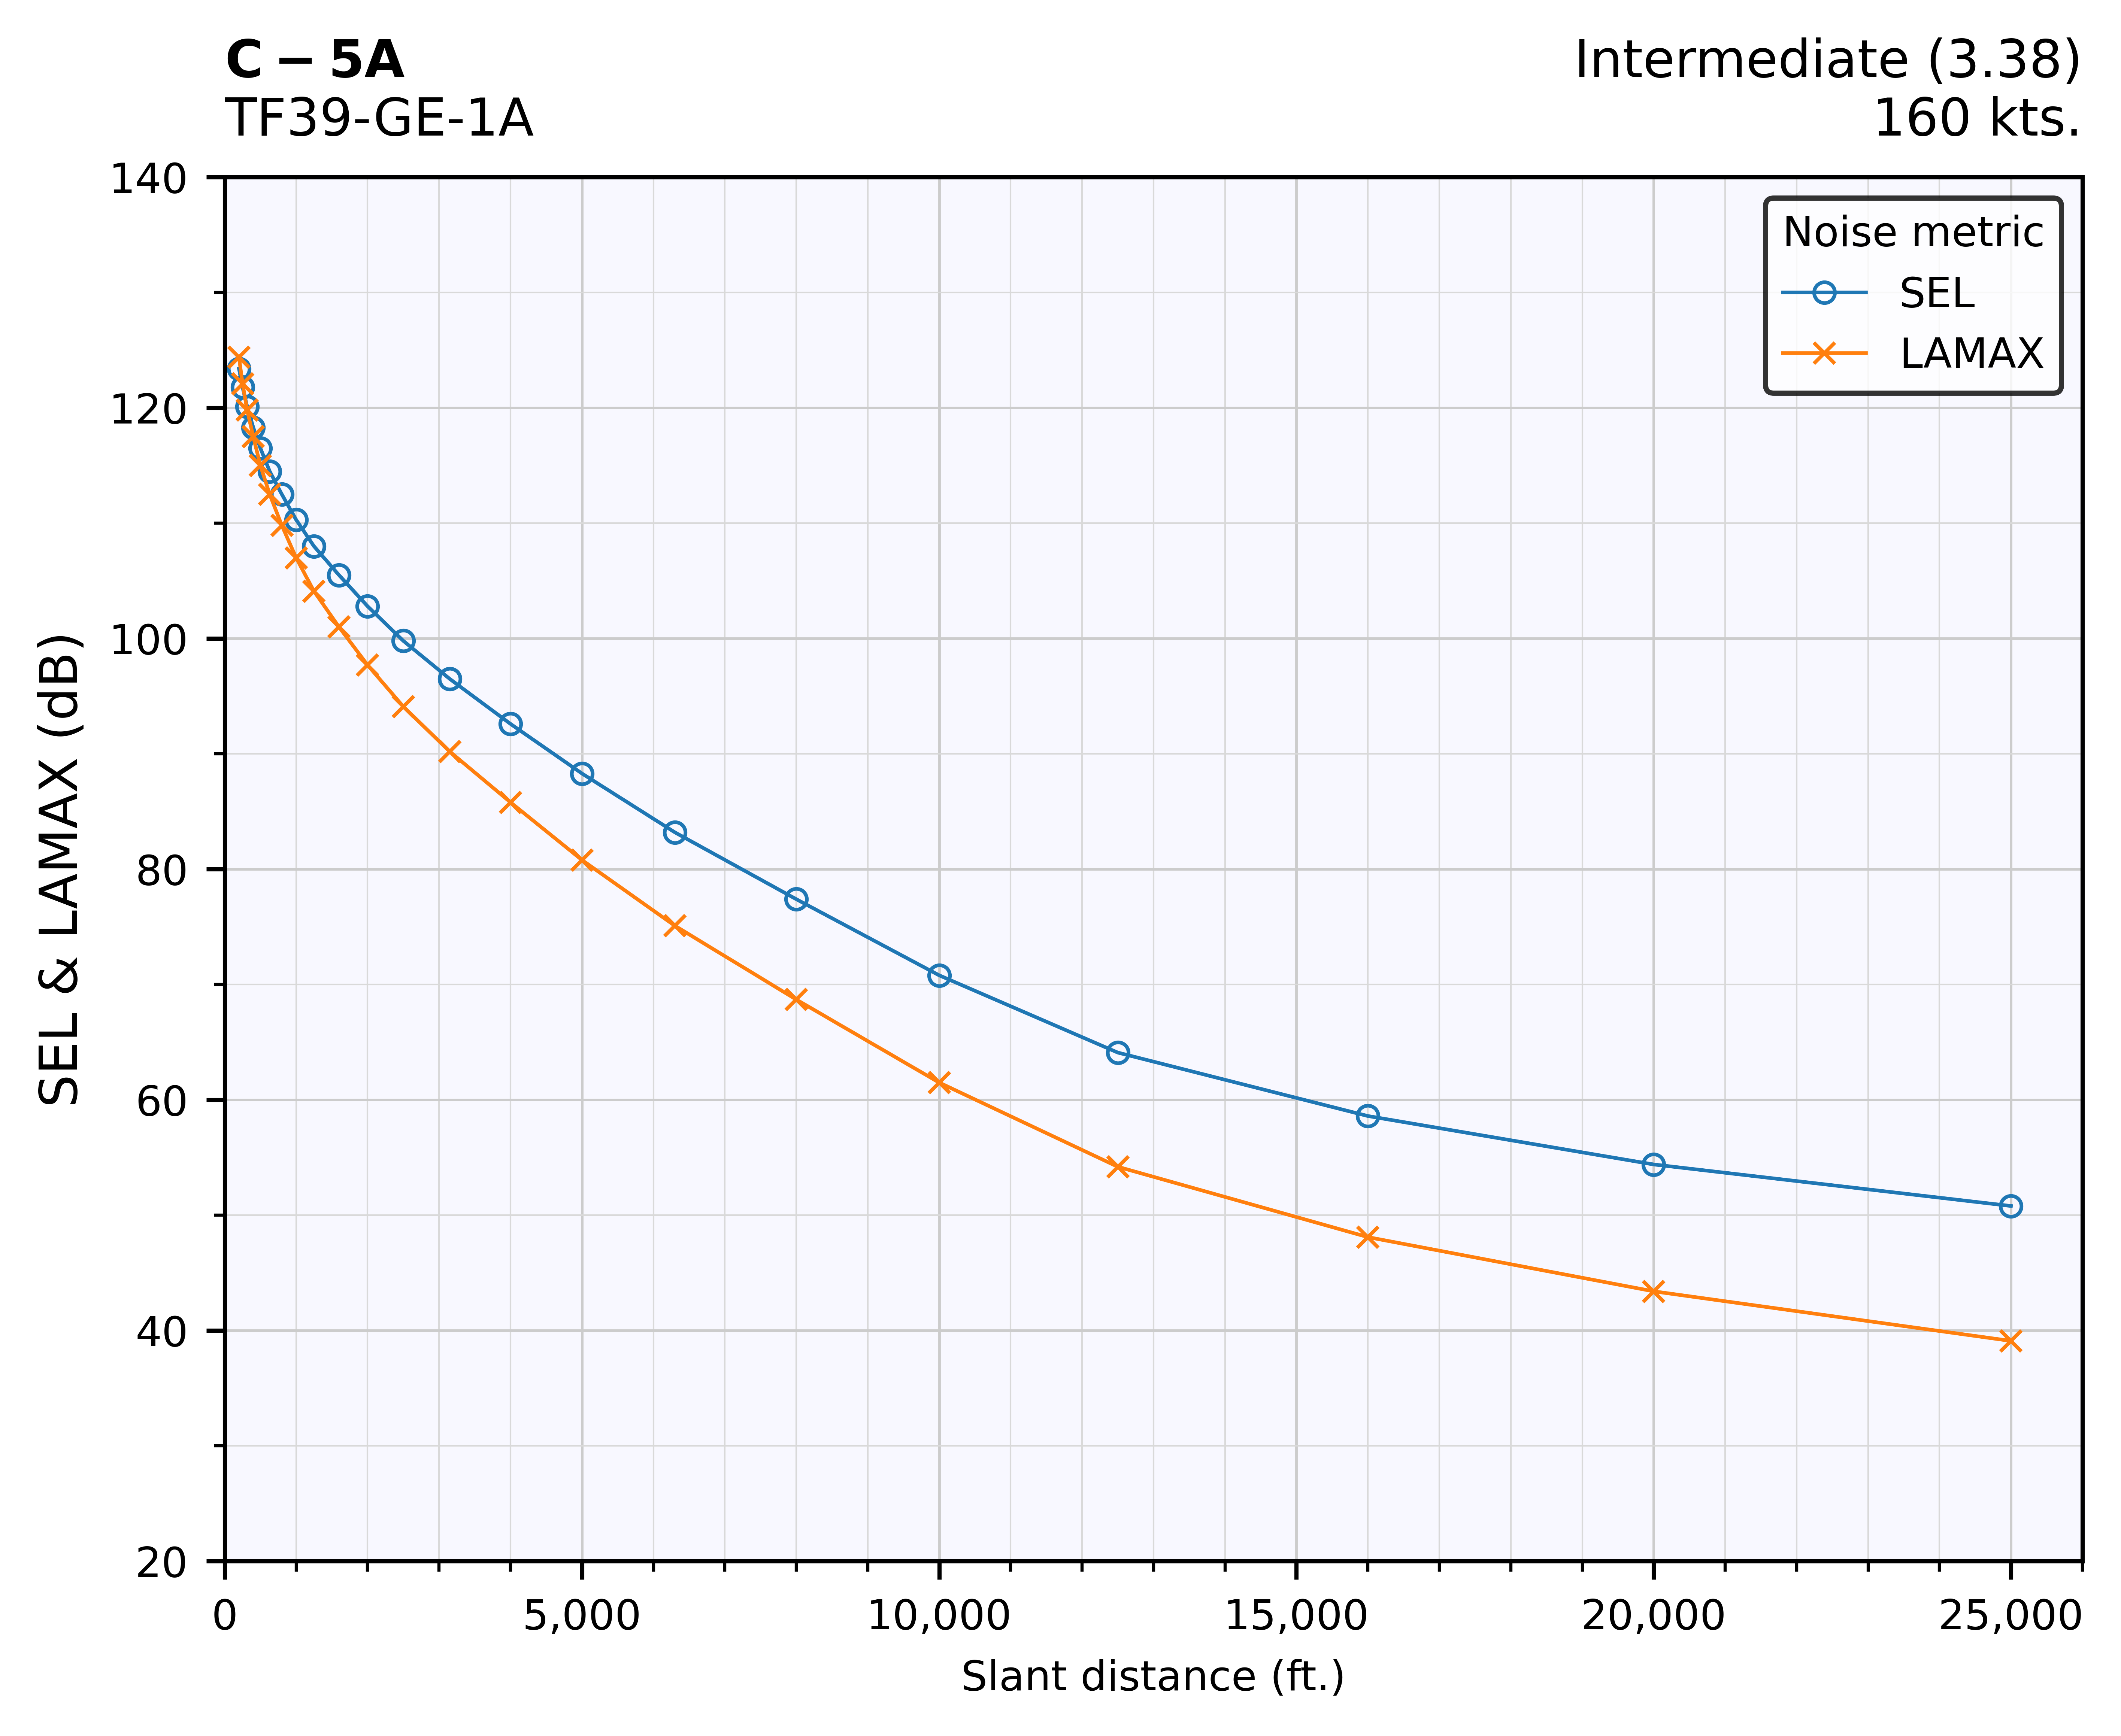 C – 5A
TF39-GE-1A
Intermediate (3.38)
160 kts.
140
120
100
80
60
40
20
SEL & LAMAX (dB)
Noise metric
SEL
LAMAX
0
5,000
10,000
15,000
20,000
25,000
Slant distance (ft.)